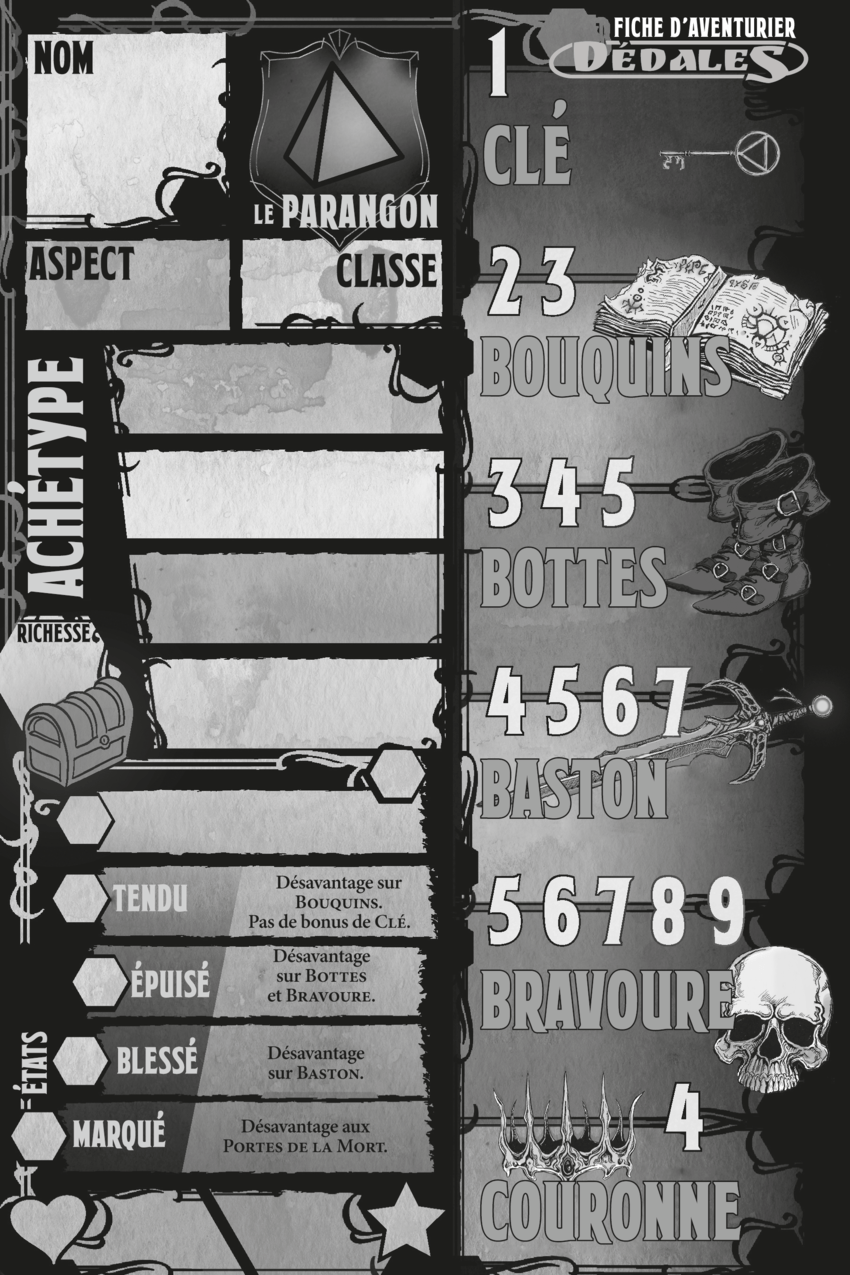 NOM
LE PARANGON
ASPECT
CLASSE
ACHÉTYPE
RICHESSE
TENDU
Désavantage sur
BOUQUINS.
Pas de bonus de CLÉ.
ÉPUISÉ
Désavantage
sur BOTTES
et BRAVOURE.
ÉTATS
BLESSÉ
Désavantage
sur BASTON.
MARQUÉ
Désavantage aux
PORTES DE LA MORT.
FICHE D'AVENTURIER
DÉDALES
1
CLÉ
2 3
BOUQUINS
3 4 5
BOTTES
4 5 6 7
BASTON
5 6 7 8 9
BRAVOURE
4
COURONNE